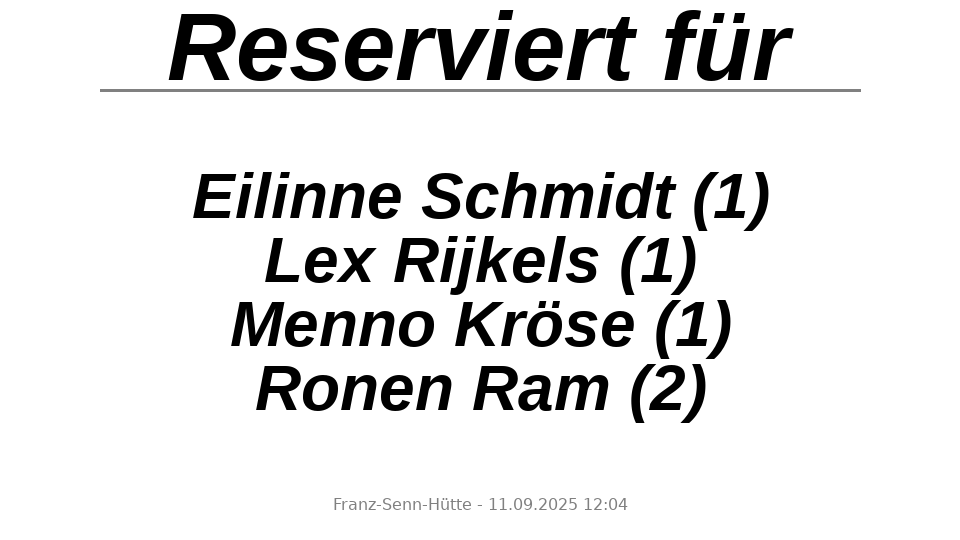 Reserviert für
Eilinne Schmidt (1)
Lex Rijkels (1)
Menno Kröse (1)
Ronen Ram (2)
Franz-Senn-Hütte - 11.09.2025 12:04